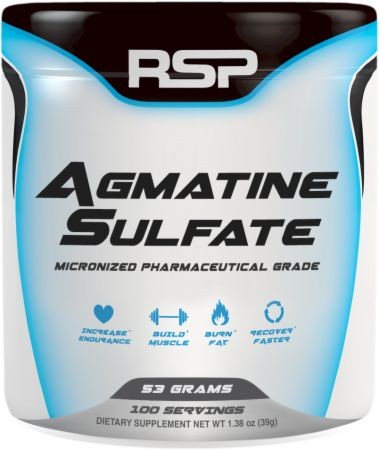 RSP
AGMATINE
SULFATE
MICRONIZED PHARMACEUTICAL GRADE
INCREASE* BUILD* BURN* RECOVER*
ENDURANCE MUSCLE FAT FASTER
53 GRAMS
100 SERVINGS
DIETARY SUPPLEMENT NET WT 1.38 oz (39g)